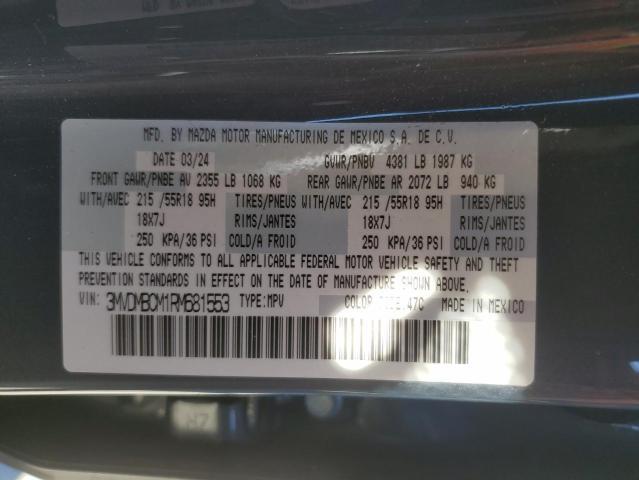 MFD. BY MAZDA MOTOR MANUFACTURING DE MEXICO S.A. DE C.V.
DATE 03/24 GVWR/PNBV 4381 LB 1987 KG
FRONT GAWR/PNBE AV 2355 LB 1068 KG REAR GAWR/PNBE AR 2072 LB 940 KG
WITH/AVEC 215 /55R18 95H TIRES/PNEUS WITH/AVEC 215 /55R18 95H TIRES/PNEUS
18X7J RIMS/JANTES 18X7J RIMS/JANTES
250 KPA/36 PSI COLD/A FROID 250 KPA/36 PSI COLD/A FROID
THIS VEHICLE CONFORMS TO ALL APPLICABLE FEDERAL MOTOR VEHICLE SAFETY AND THEFT
PREVENTION STANDARDS IN EFFECT ON THE DATE OF MANUFACTURE SHOWN ABOVE.
VIN: 3MVDMBCM1RM681553 TYPE:MPV COLOR CODE:47C MADE IN MEXICO